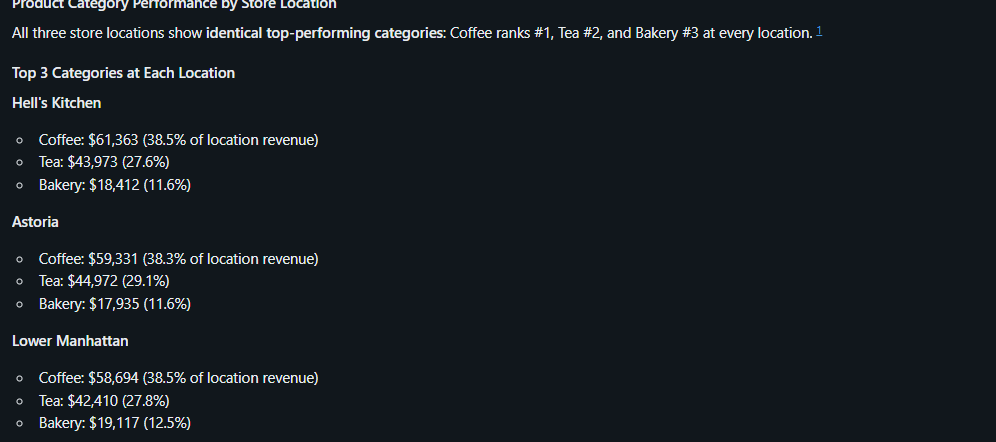 Product Category Performance by Store Location
All three store locations show identical top-performing categories: Coffee ranks #1, Tea #2, and Bakery #3 at every location. 1
Top 3 Categories at Each Location
Hell's Kitchen
Coffee: $61,363 (38.5% of location revenue)
Tea: $43,973 (27.6%)
Bakery: $18,412 (11.6%)
Astoria
Coffee: $59,331 (38.3% of location revenue)
Tea: $44,972 (29.1%)
Bakery: $17,935 (11.6%)
Lower Manhattan
Coffee: $58,694 (38.5% of location revenue)
Tea: $42,410 (27.8%)
Bakery: $19,117 (12.5%)